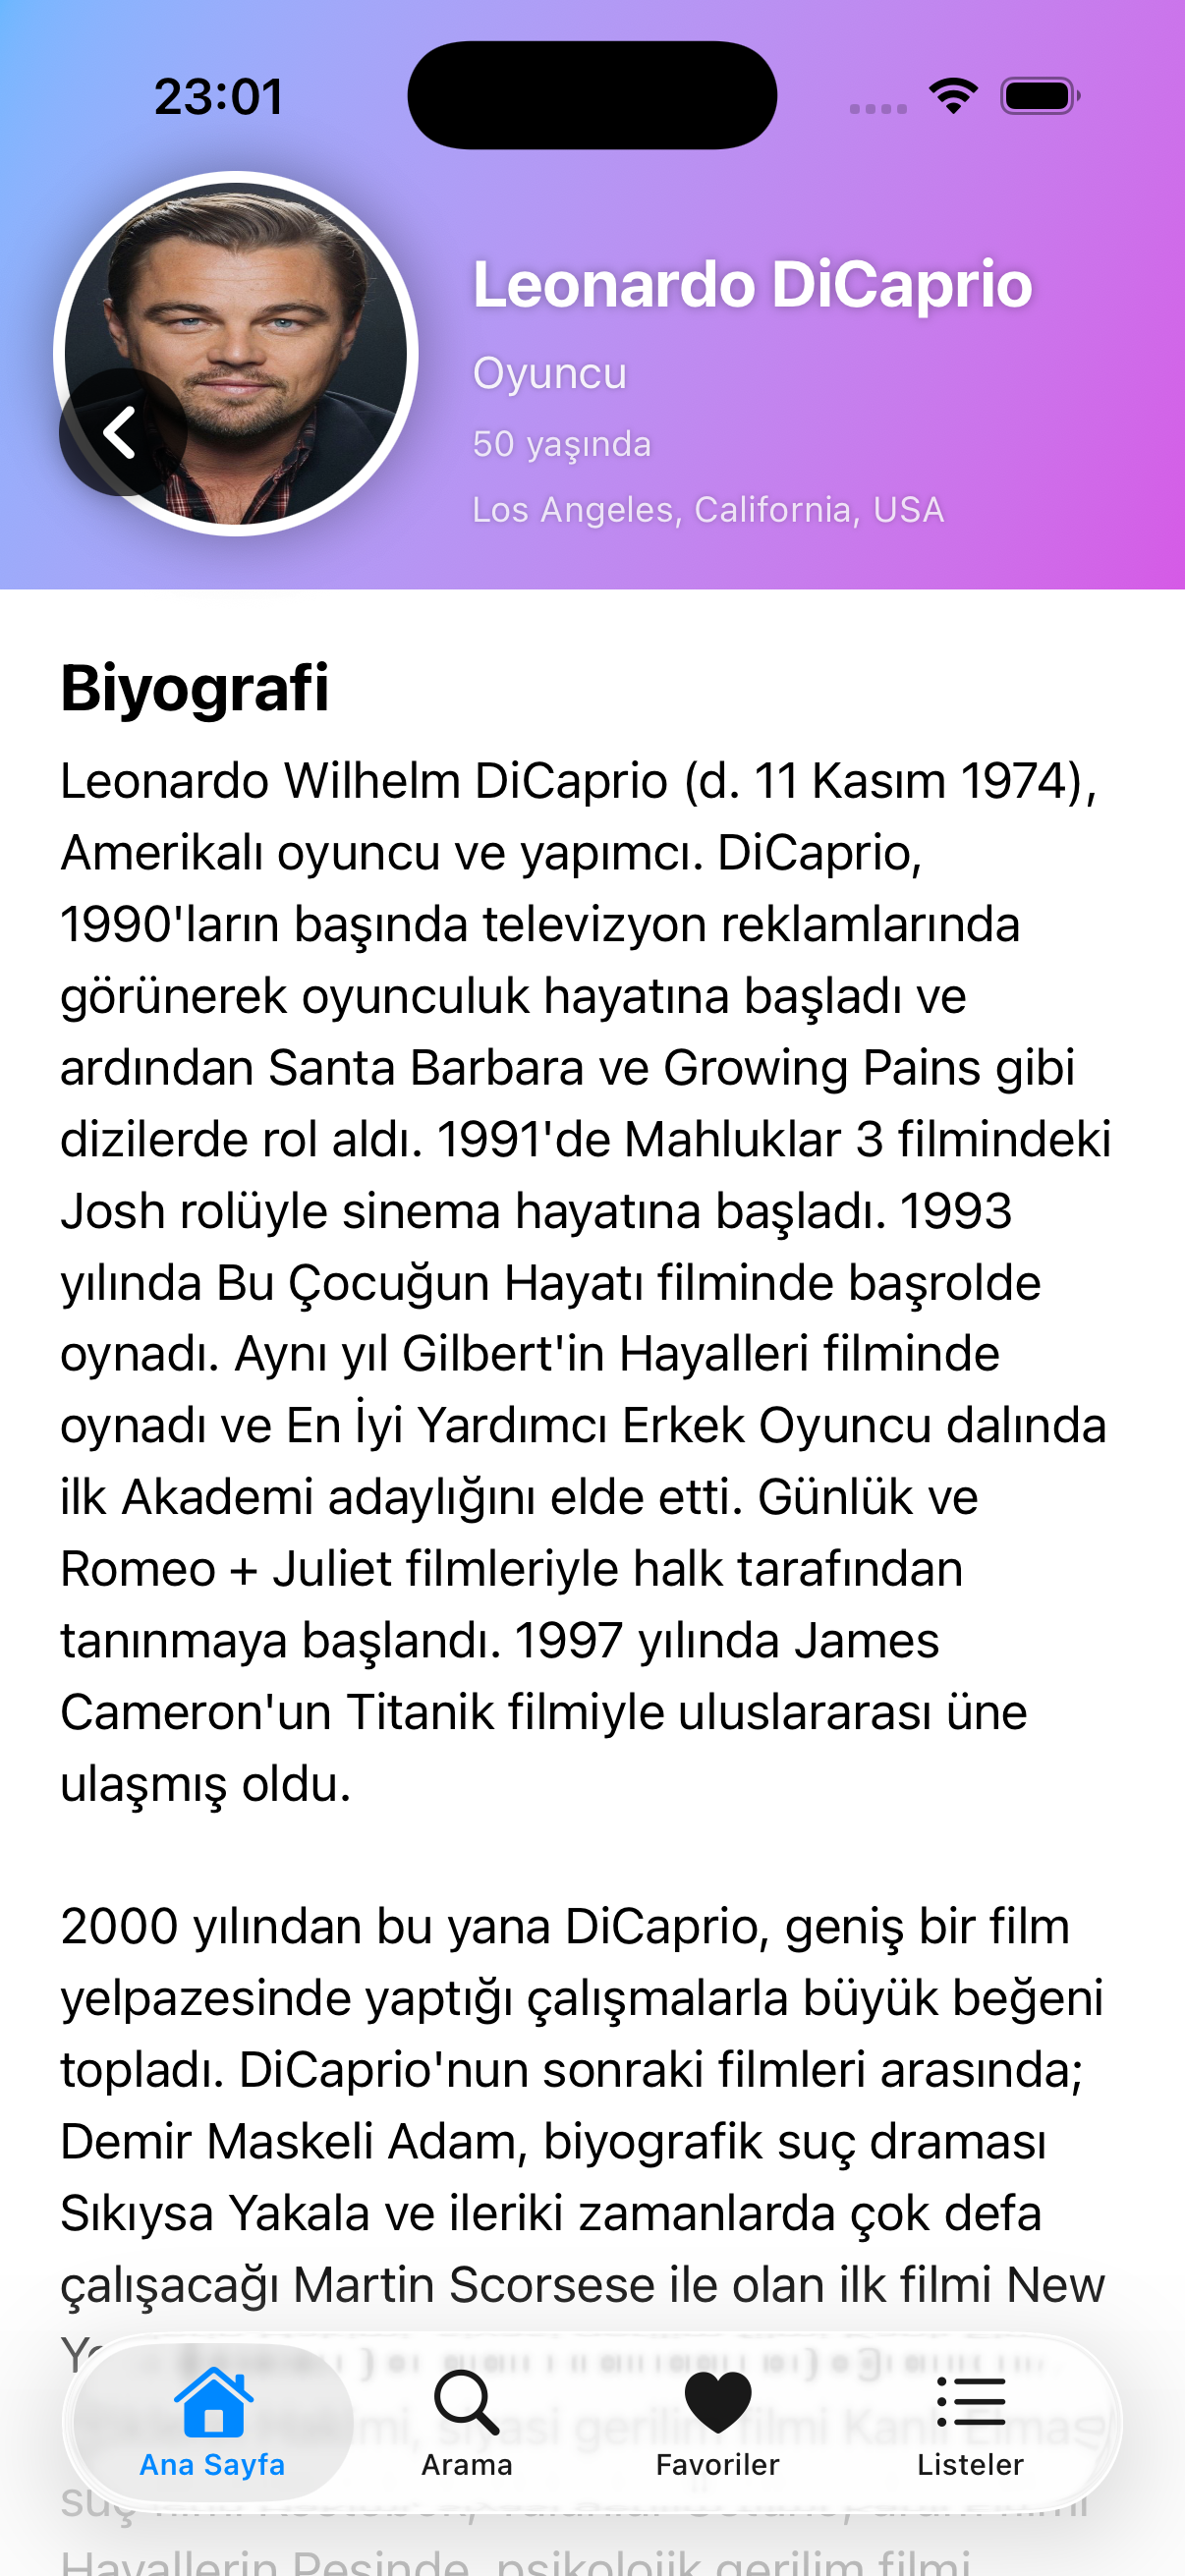 23:01
Leonardo DiCaprio
Oyuncu
50 yaşında
Los Angeles, California, USA
Biyografi
Leonardo Wilhelm DiCaprio (d. 11 Kasım 1974),
Amerikalı oyuncu ve yapımcı. DiCaprio,
1990'ların başında televizyon reklamlarında
görünerek oyunculuk hayatına başladı ve
ardından Santa Barbara ve Growing Pains gibi
dizilerde rol aldı. 1991'de Mahluklar 3 filmindeki
Josh rolüyle sinema hayatına başladı. 1993
yılında Bu Çocuğun Hayatı filminde başrolde
oynadı. Aynı yıl Gilbert'in Hayalleri filminde
oynadı ve En İyi Yardımcı Erkek Oyuncu dalında
ilk Akademi adaylığını elde etti. Günlük ve
Romeo + Juliet filmleriyle halk tarafından
tanınmaya başlandı. 1997 yılında James
Cameron'un Titanik filmiyle uluslararası üne
ulaşmış oldu.
2000 yılından bu yana DiCaprio, geniş bir film
yelpazesinde yaptığı çalışmalarla büyük beğeni
topladı. DiCaprio'nun sonraki filmleri arasında;
Demir Maskeli Adam, biyografik suç draması
Sıkıysa Yakala ve ileriki zamanlarda çok defa
çalışacağı Martin Scorsese ile olan ilk filmi New
siyasi gerilim filmi Kanlı Elmas
Ana Sayfa
Arama
Favoriler
Listeler
suç
Hayallerin Peşinde, psikolojik gerilim filmi